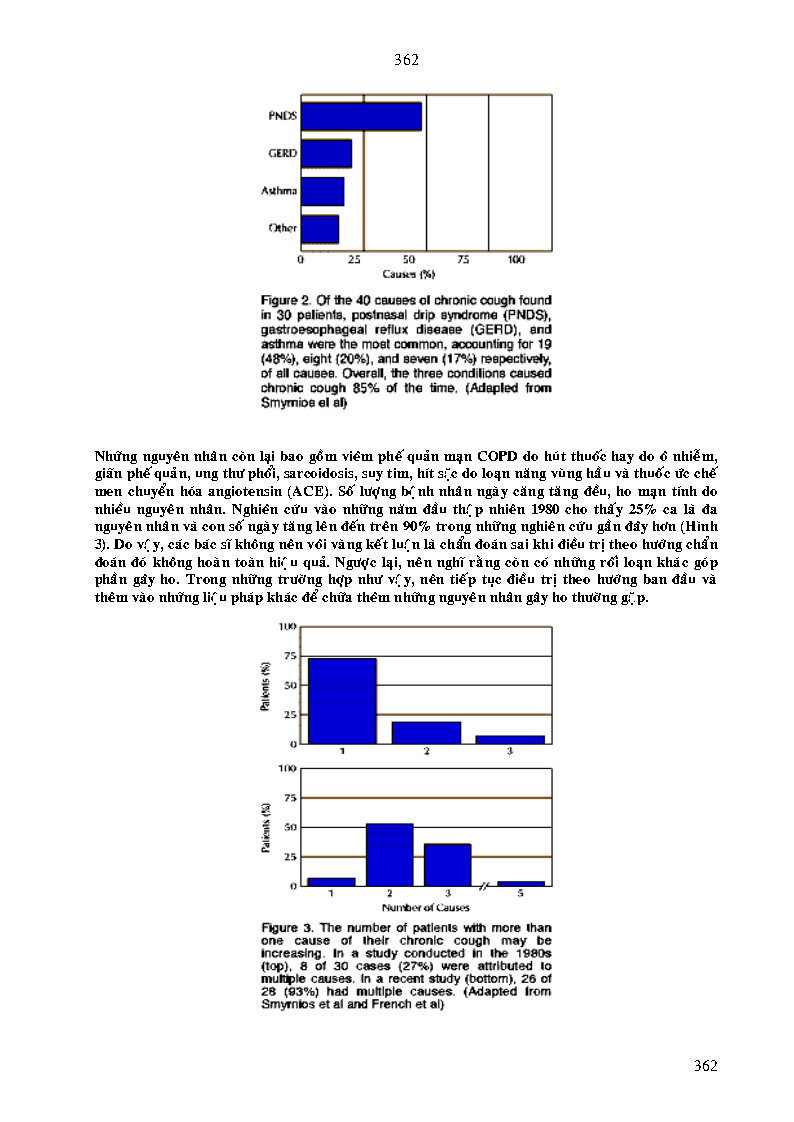 362
PNDS
GERD
Asthma
Other
0 25 50 75 100
Causes (%)
Figure 2. Of the 40 causes of chronic cough found
in 30 patients, postnasal drip syndrome (PNDS),
gastroesophageal reflux disease (GERD), and
asthma were the most common, accounting for 19
(48%), eight (20%), and seven (17%) respectively,
of all causes. Overall, the three conditions caused
chronic cough 85% of the time. (Adapted from
Smyrnios et al)
Những nguyên nhân còn lại bao gồm viêm phế quản mạn COPD do hút thuốc hay do ô nhiễm,
giãn phế quản, ung thư phổi, sarcoidosis, suy tim, hít sặc do loạn năng vùng hầu và thuốc ức chế
men chuyển hóa angiotensin (ACE). Số lượng bệnh nhân ngày căng tăng đều, ho mạn tính do
nhiều nguyên nhân. Nghiên cứu vào những năm đầu thập niên 1980 cho thấy 25% ca là đa
nguyên nhân và con số ngày tăng lên đến trên 90% trong những nghiên cứu gần đây hơn (Hình
3). Do vậy, các bác sĩ không nên vội vàng kết luận là chẩn đoán sai khi điều trị theo hướng chẩn
đoán đó không hoàn toàn hiệu quả. Ngược lại, nên nghĩ rằng còn có những rối loạn khác góp
phần gây ho. Trong những trường hợp như vậy, nên tiếp tục điều trị theo hướng ban đầu và
thêm vào những liệu pháp khác để chữa thêm những nguyên nhân gây ho thường gặp.
100
75
50
25
0
Patients (%)
1 2 3
100
75
50
25
0
Patients (%)
1 2 3 5
Number of Causes
Figure 3. The number of patients with more than
one cause of their chronic cough may be
increasing. In a study conducted in the 1980s
(top), 8 of 30 cases (27%) were attributed to
multiple causes. In a recent study (bottom), 26 of
28 (93%) had multiple causes. (Adapted from
Smyrnios et al and French et al)
362